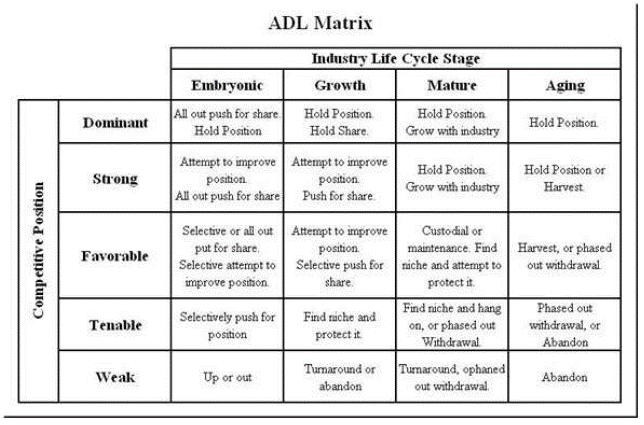 ADL Matrix
Industry Life Cycle Stage
Embryonic
Growth
Mature
Aging
Competitive Position
Dominant
All out push for share.
Hold Position
Hold Position.
Hold Share.
Hold Position.
Grow with industry
Hold Position.
Strong
Attempt to improve
position.
All out push for share
Attempt to improve
position.
Push for share.
Hold Position.
Grow with industry
Hold Position or
Harvest.
Favorable
Selective or all out
put for share.
Selective attempt to
improve position.
Attempt to improve
position.
Selective push for
share.
Custodial or
maintenance. Find
niche and attempt to
protect it.
Harvest, or phased
out withdrawal.
Tenable
Selectively push for
position
Find niche and
protect it.
Find niche and hang
on, or phased out
Withdrawal.
Phased out
withdrawal, or
Abandon
Weak
Up or out
Turnaround or
abandon
Turnaround, ophaned
out withdrawal.
Abandon